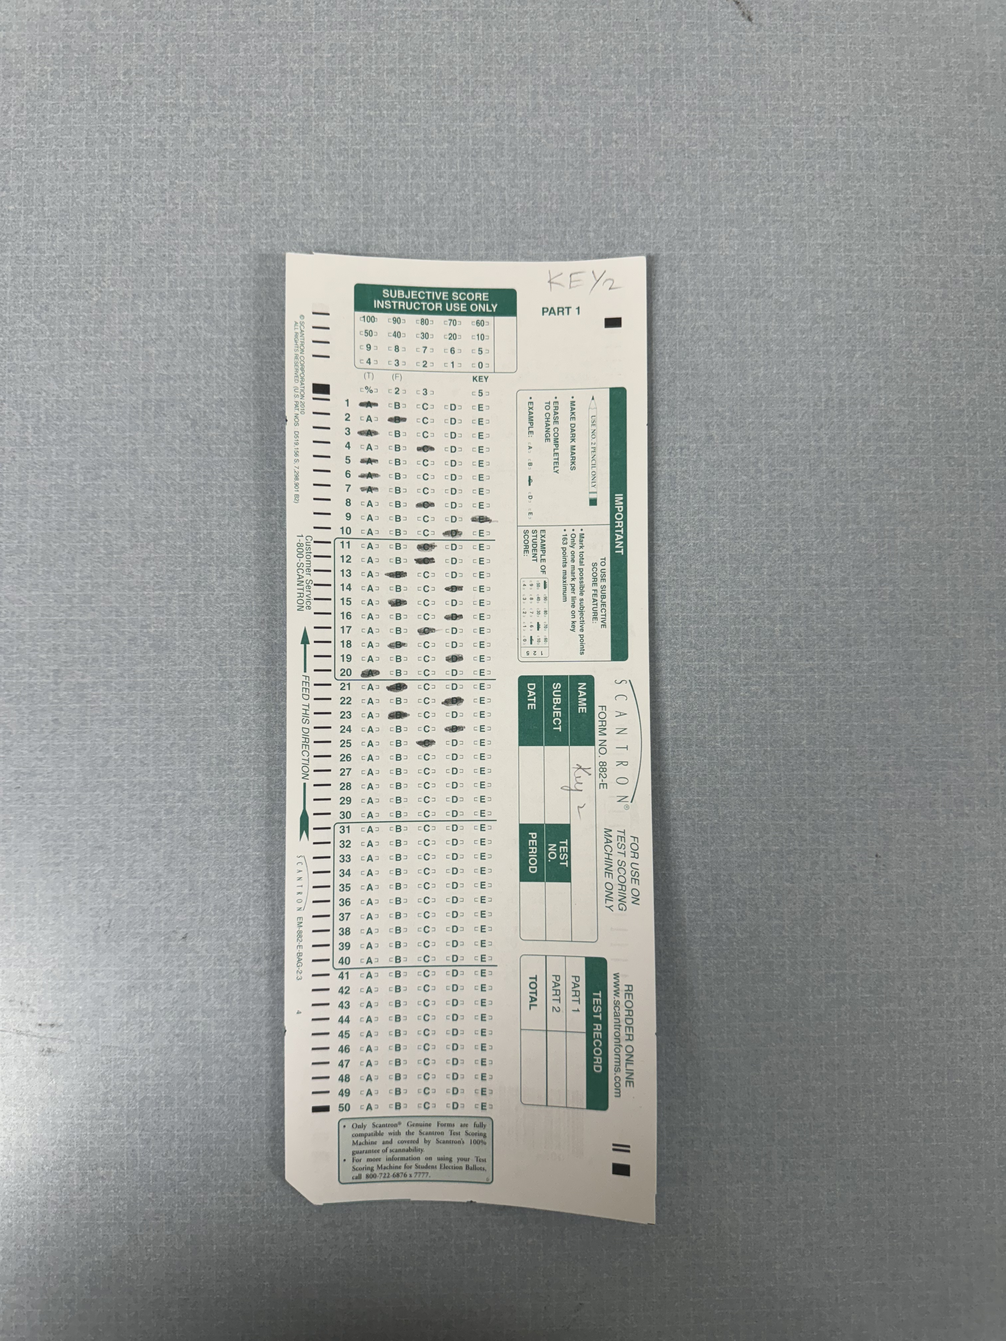 KEY2
PART 1
SUBJECTIVE SCORE
INSTRUCTOR USE ONLY
100 90 80 70 60
50 40 30 20 10
9 8 7 6 5
4 3 2 1 0
(T) (F) KEY
% 2 3 5
1 A B C D E
2 A B C D E
3 A B C D E
4 A B C D E
5 A B C D E
6 A B C D E
7 A B C D E
8 A B C D E
9 A B C D E
10 A B C D E
11 A B C D E
12 A B C D E
13 A B C D E
14 A B C D E
15 A B C D E
16 A B C D E
17 A B C D E
18 A B C D E
19 A B C D E
20 A B C D E
21 A B C D E
22 A B C D E
23 A B C D E
24 A B C D E
25 A B C D E
26 A B C D E
27 A B C D E
28 A B C D E
29 A B C D E
30 A B C D E
31 A B C D E
32 A B C D E
33 A B C D E
34 A B C D E
35 A B C D E
36 A B C D E
37 A B C D E
38 A B C D E
39 A B C D E
40 A B C D E
41 A B C D E
42 A B C D E
43 A B C D E
44 A B C D E
45 A B C D E
46 A B C D E
47 A B C D E
48 A B C D E
49 A B C D E
50 A B C D E
• Only Scantron® Genuine Forms are fully
compatible with the Scantron Test Scoring
Machine and covered by Scantron's 100%
guarantee of scannability.
• For more information on using your Test
Scoring Machine for Student Election Ballots,
call 800-722-6876 x 7777.
IMPORTANT
USE NO. 2 PENCIL ONLY
• MAKE DARK MARKS
• ERASE COMPLETELY
TO CHANGE
• EXAMPLE: A B D E
TO USE SUBJECTIVE
SCORE FEATURE:
• Mark total possible subjective points
• Only one mark per line on key
• 163 points maximum
EXAMPLE OF
STUDENT
SCORE:
SCANTRON®
FORM NO. 882-E
FOR USE ON
TEST SCORING
MACHINE ONLY
NAME Key 2
SUBJECT TEST
NO.
DATE PERIOD
REORDER ONLINE
www.scantronforms.com
TEST RECORD
PART 1
PART 2
TOTAL
© SCANTRON CORPORATION 2010
ALL RIGHTS RESERVED.
Customer Service
1-800-SCANTRON
FEED THIS DIRECTION
SCANTRON EM-882-E-BAG-2:3
4